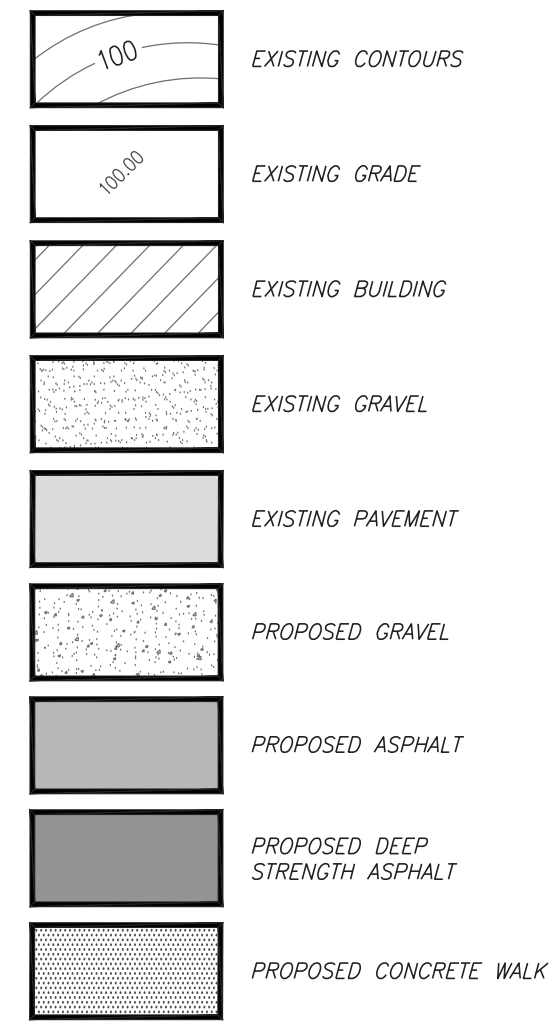 100
EXISTING CONTOURS
100.00
EXISTING GRADE
EXISTING BUILDING
EXISTING GRAVEL
EXISTING PAVEMENT
PROPOSED GRAVEL
PROPOSED ASPHALT
PROPOSED DEEP
STRENGTH ASPHALT
PROPOSED CONCRETE WALK